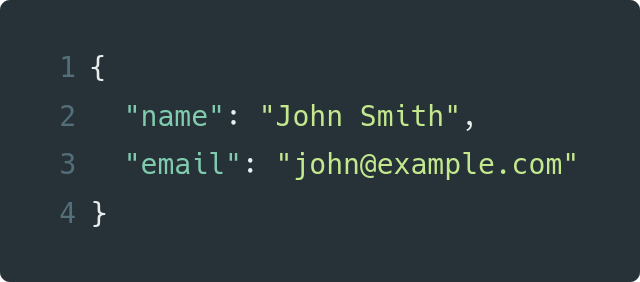 1 {
2   "name": "John Smith",
3   "email": "john@example.com"
4 }